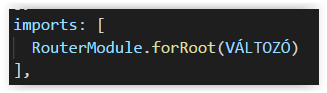 imports: [
RouterModule.forRoot(VÁLTOZÓ)
],